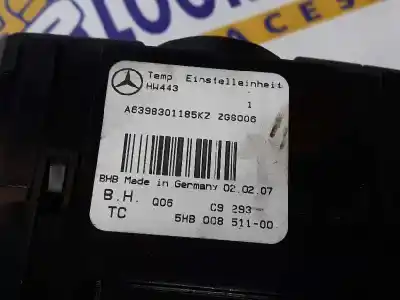 Temp Einstelleinheit
HW443 1
A6398301185KZ ZGS006
BHB Made in Germany 02.02.07
B.H. Q06 C9 293
TC 5HB 008 511-00